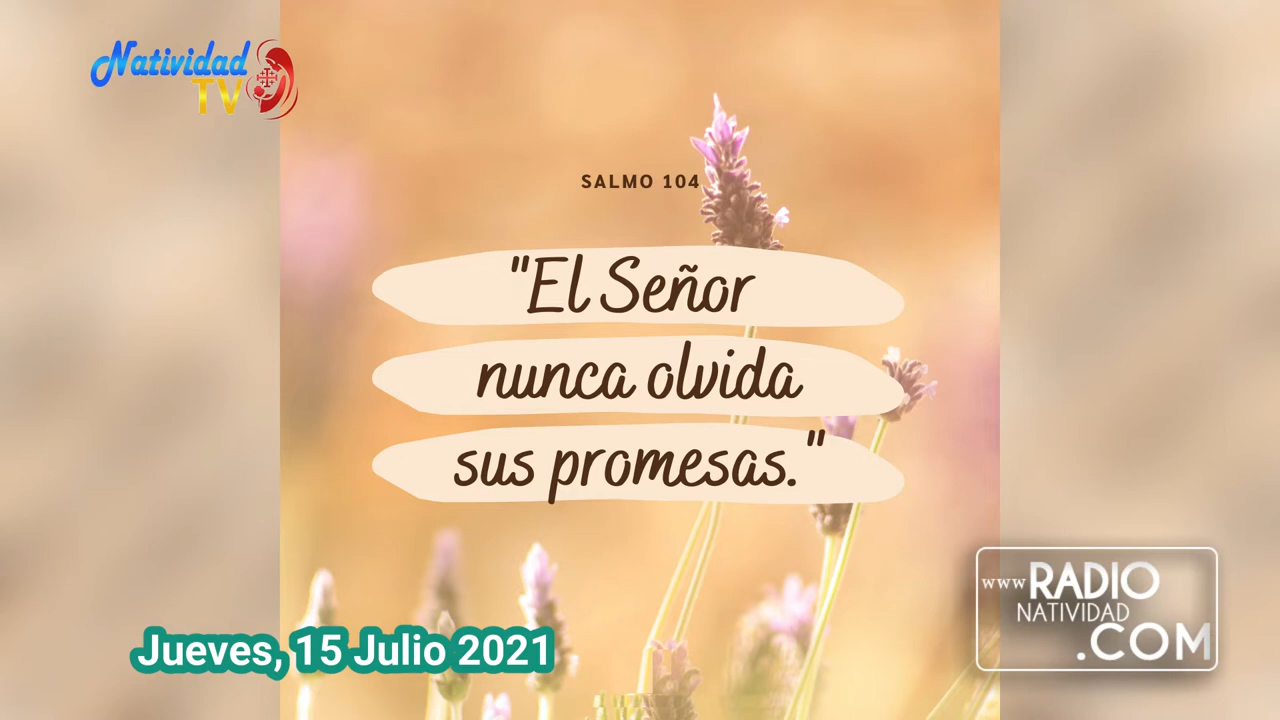 Natividad
TV
SALMO 104
"El Señor
nunca olvida
sus promesas."
Jueves, 15 Julio 2021
www RADIO
NATIVIDAD
.COM